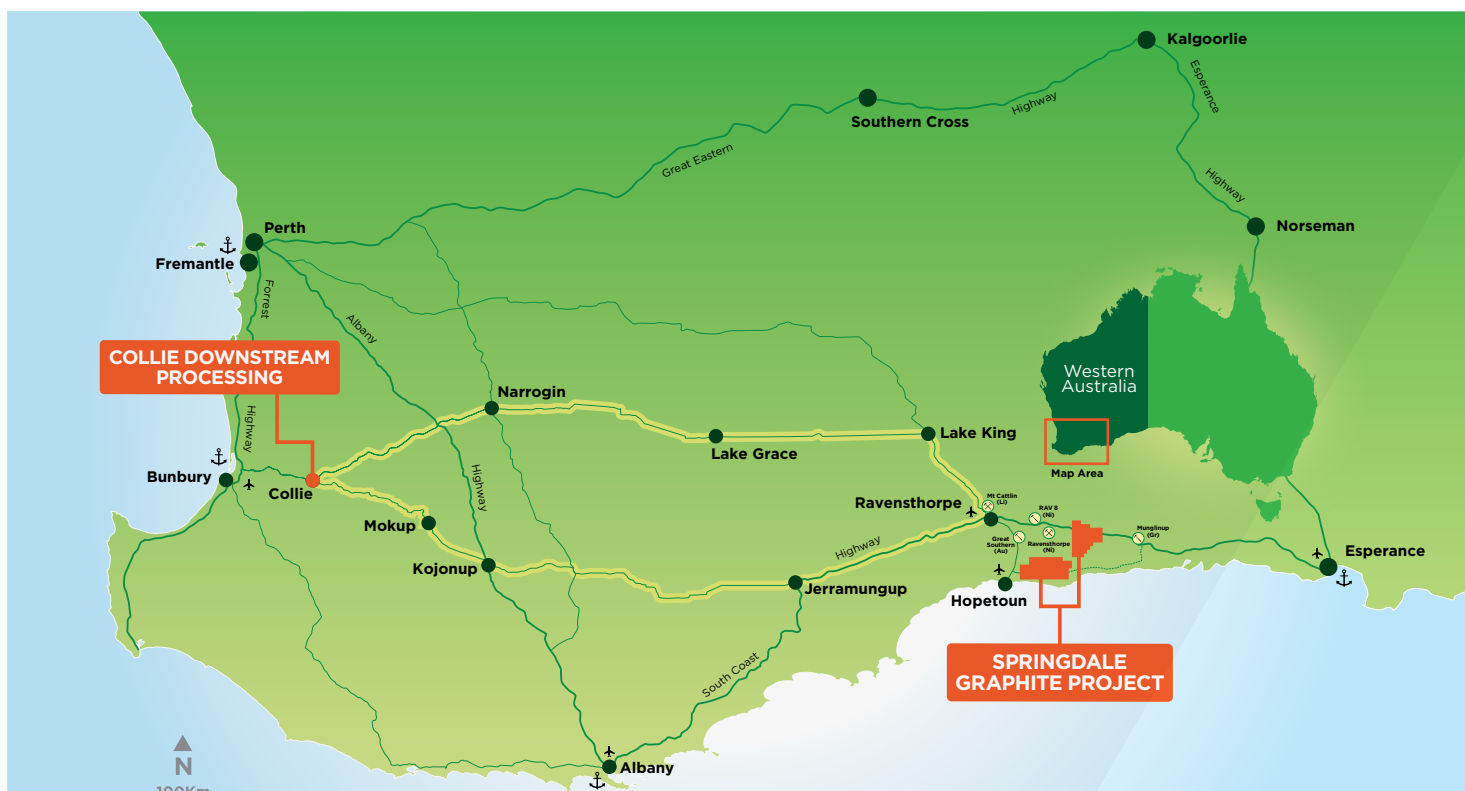 Kalgoorlie
Esperance
Highway
Southern Cross
Highway
Great Eastern
Norseman
Perth
Fremantle
Forrest
Highway
Albany
Highway
COLLIE DOWNSTREAM
PROCESSING
Western
Australia
Map Area
Narrogin
Lake Grace
Lake King
Bunbury
Collie
Mokup
Kojonup
Ravensthorpe
Mt Cattlin
(Li)
RAV 8 (Ni)
Great
Southern
(Au)
Ravensthorpe
(Ni)
Munglinup
(Gr)
Esperance
Highway
Jerramungup
Hopetoun
SPRINGDALE
GRAPHITE PROJECT
South Coast
Albany
N
100Km